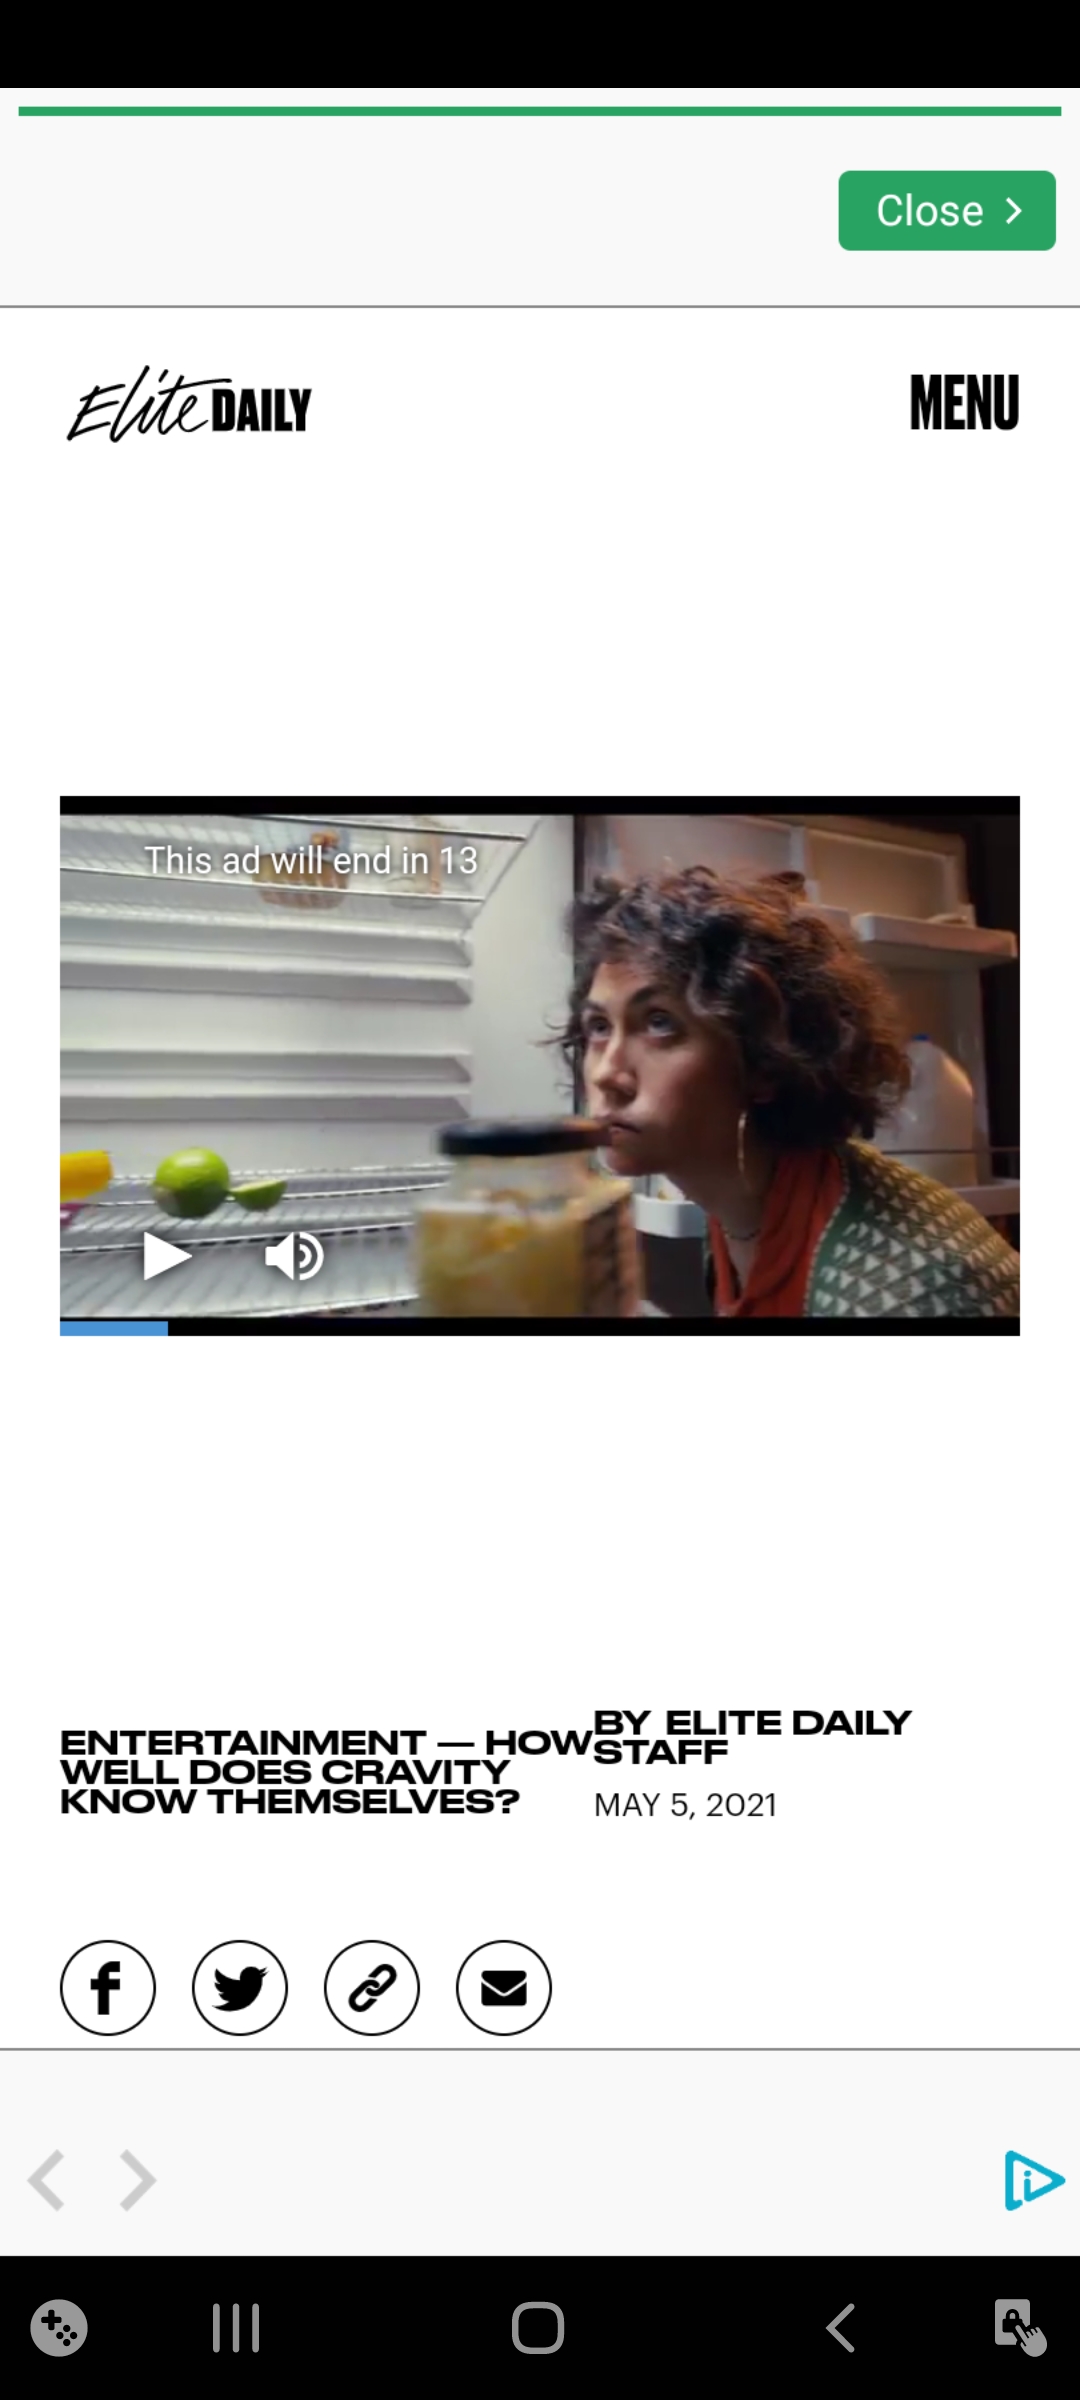 Close
Elite DAILY
MENU
This ad will end in 13
ENTERTAINMENT — HOW
WELL DOES CRAVITY
KNOW THEMSELVES?
BY ELITE DAILY
STAFF
MAY 5, 2021